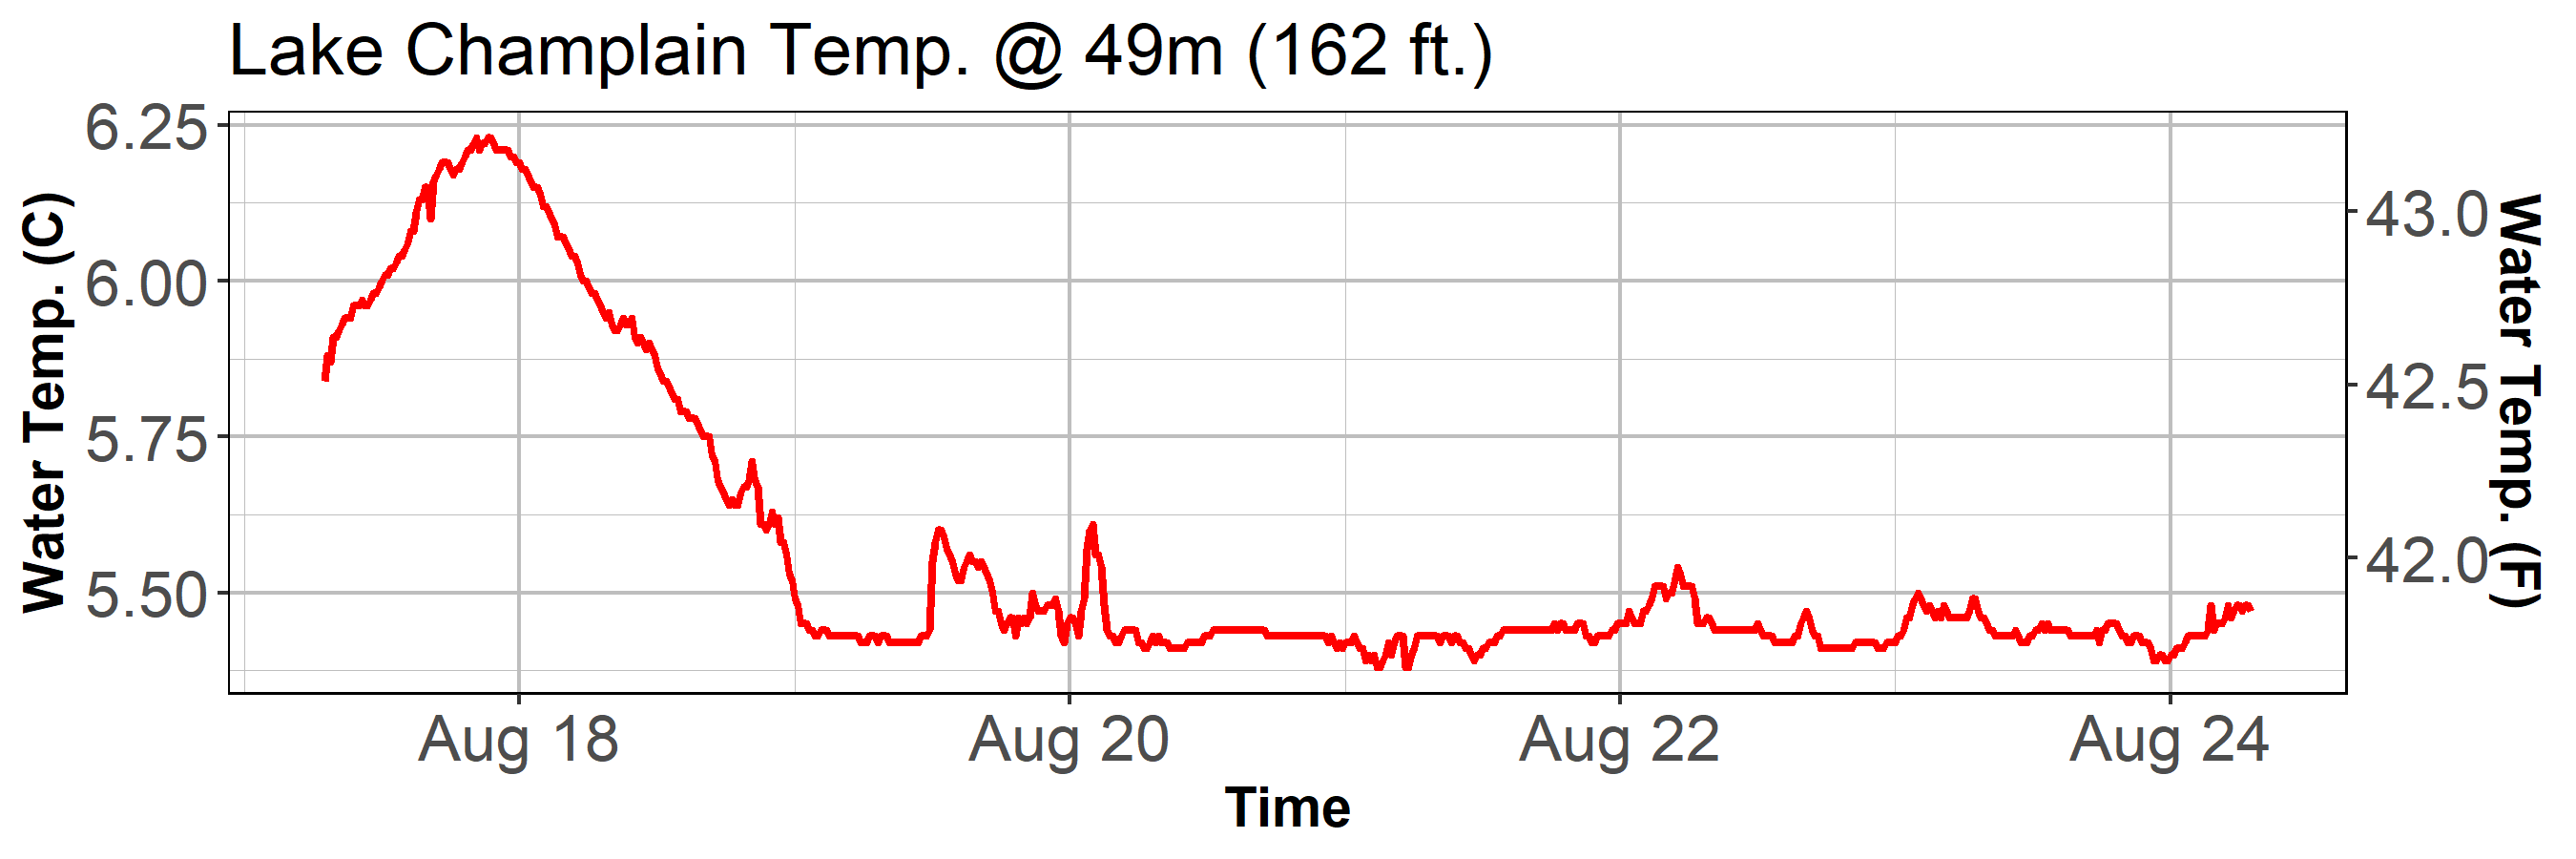 Lake Champlain Temp. @ 49m (162 ft.)
Water Temp. (C)
6.25
6.00
5.75
5.50
43.0
42.5
42.0
Water Temp. (F)
Aug 18
Aug 20
Aug 22
Aug 24
Time